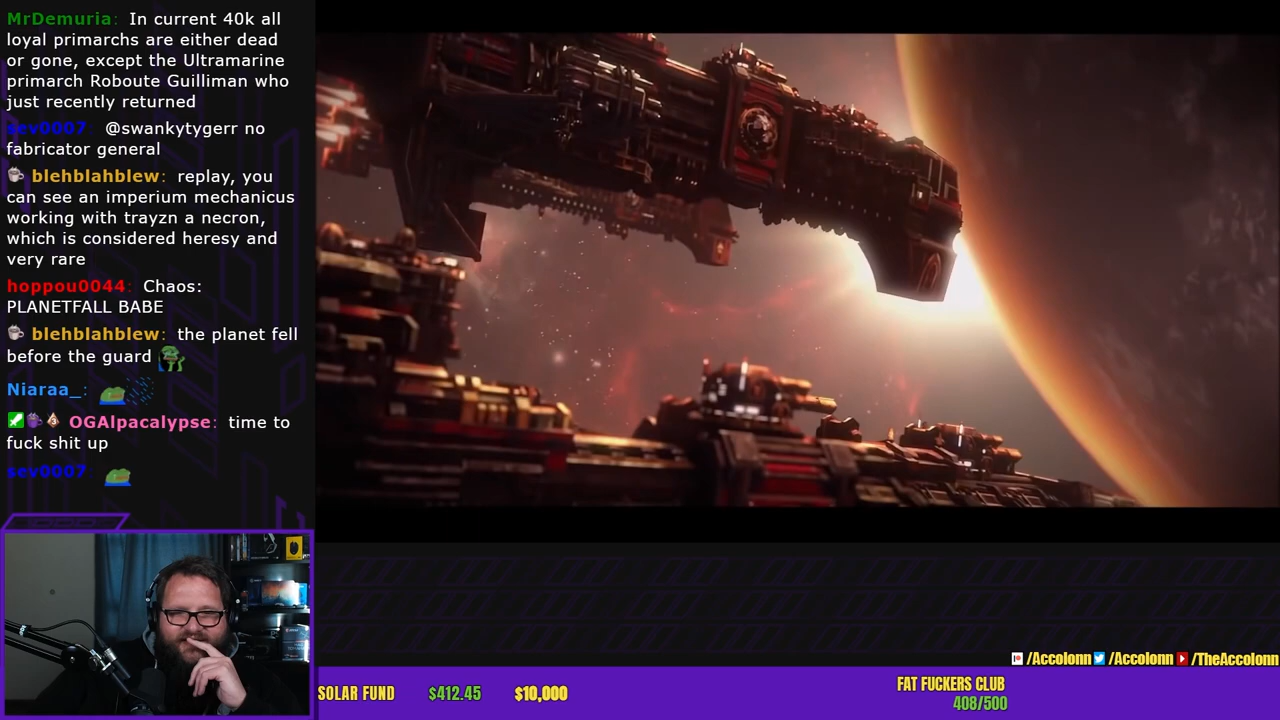 MrDemuria: In current 40k all
loyal primarchs are either dead
or gone, except the Ultramarine
primarch Roboute Guilliman who
just recently returned
sev0007: @swankytygerr no
fabricator general
blehblahblew: replay, you
can see an imperium mechanicus
working with trayzn a necron,
which is considered heresy and
very rare
hoppou0044: Chaos:
PLANETFALL BABE
blehblahblew: the planet fell
before the guard
Niaraa_:
OGAlpacalypse: time to
fuck shit up
sev0007:
/Accolonn /Accolonn /TheAccolonn
SOLAR FUND $412.45 $10,000
FAT FUCKERS CLUB
408/500